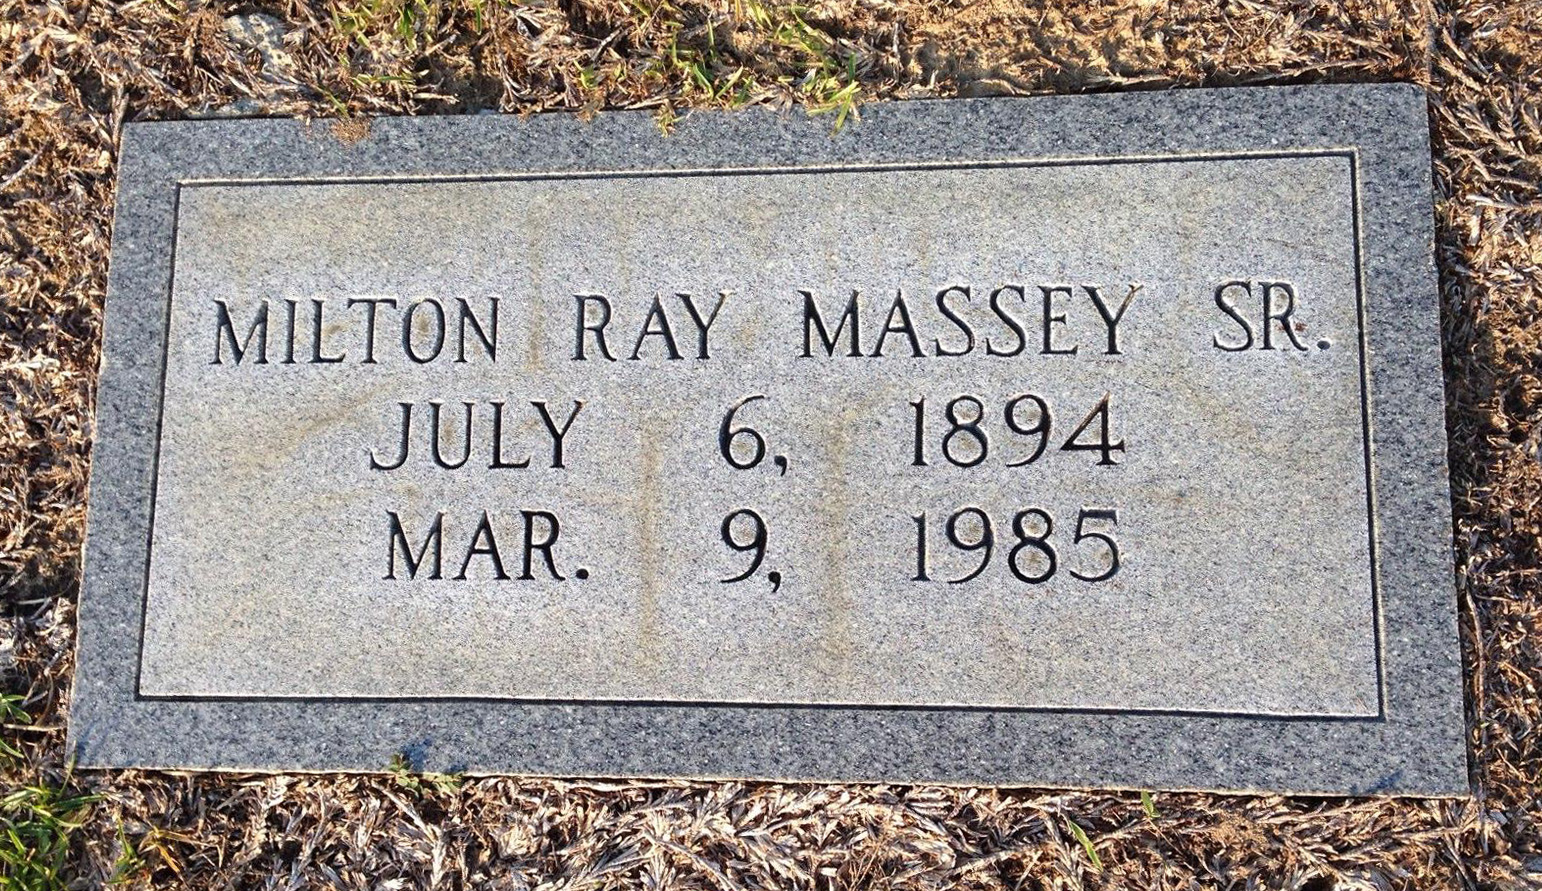 MILTON RAY MASSEY SR.
JULY 6, 1894
MAR. 9, 1985